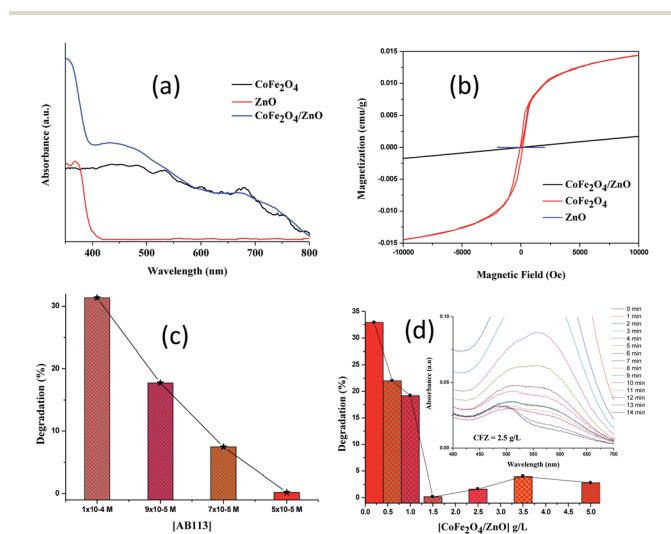 (a)
CoFe2O4
ZnO
CoFe2O4/ZnO
Absorbance (a.u.)
400 500 600 700 800
Wavelength (nm)
(b)
0.015
0.010
0.005
0.000
-0.005
-0.010
-0.015
Magnetization (emu/g)
CoFe2O4/ZnO
CoFe2O4
ZnO
-10000 -5000 0 5000 10000
Magnetic Field (Oe)
(c)
30
20
10
0
Degradation (%)
1x10-4 M 9x10-5 M 7x10-5 M 5x10-5 M
[AB113]
(d)
35
30
25
20
15
10
5
0
Degradation (%)
0.0 0.5 1.0 1.5 2.0 2.5 3.0 3.5 4.0 4.5 5.0
[CoFe2O4/ZnO] g/L
0.10
0.05
0.00
Absorbance (a.u)
CFZ = 2.5 g/L
400 450 500 550 600 650 700
Wavelength (nm)
0 min
1 min
2 min
3 min
4 min
5 min
6 min
7 min
8 min
9 min
10 min
11 min
12 min
13 min
14 min